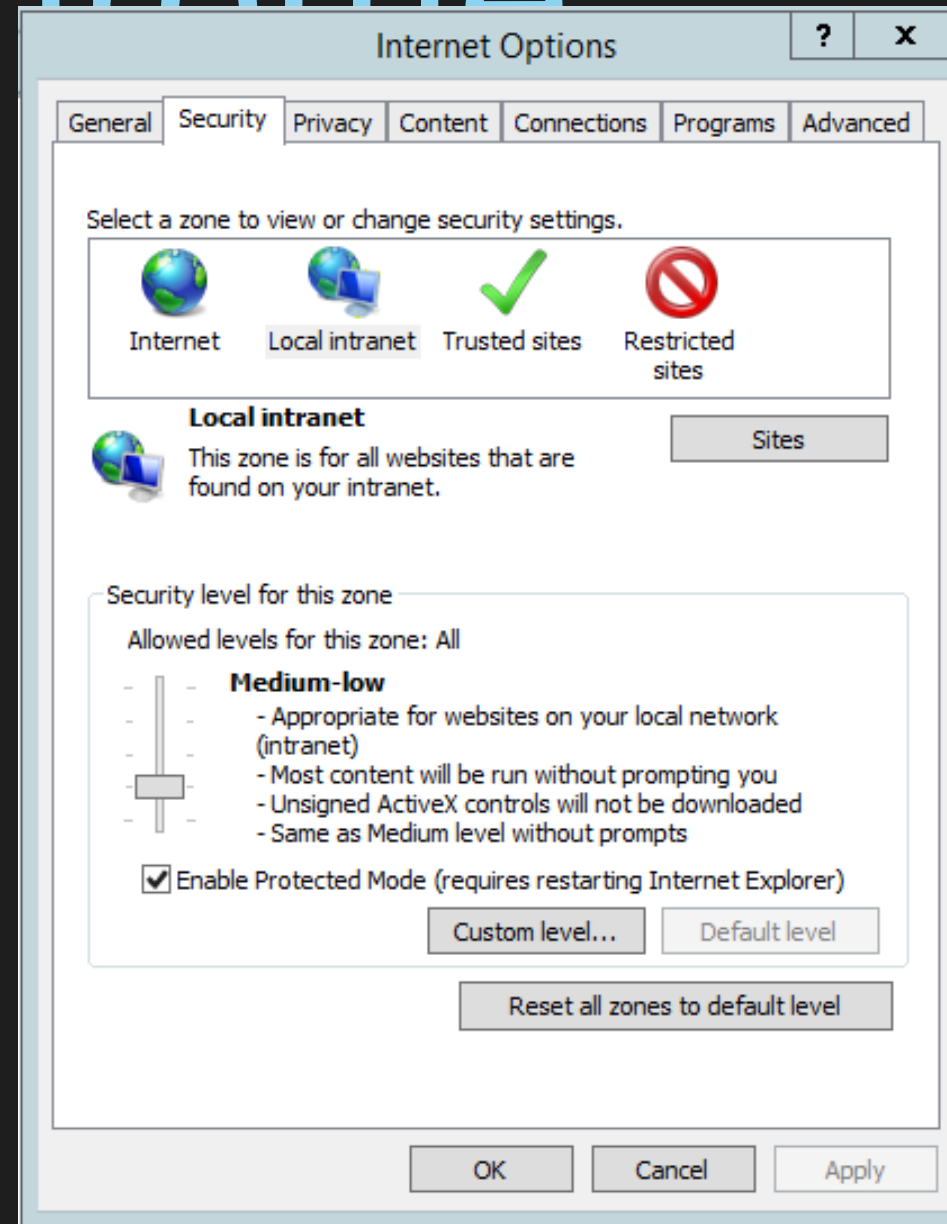 Internet Options
?
x
General Security Privacy Content Connections Programs Advanced
Select a zone to view or change security settings.
Internet Local intranet Trusted sites Restricted
sites
Local intranet
Sites
This zone is for all websites that are
found on your intranet.
Security level for this zone
Allowed levels for this zone: All
Medium-low
- Appropriate for websites on your local network
(intranet)
- Most content will be run without prompting you
- Unsigned ActiveX controls will not be downloaded
- Same as Medium level without prompts
Enable Protected Mode (requires restarting Internet Explorer)
Custom level... Default level
Reset all zones to default level
OK Cancel Apply